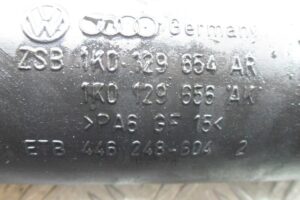 Germany
ZSB 1K0 129 654 AR
1K0 129 656 AK
>PA6 GF 15<
ETB 446 248-604 2